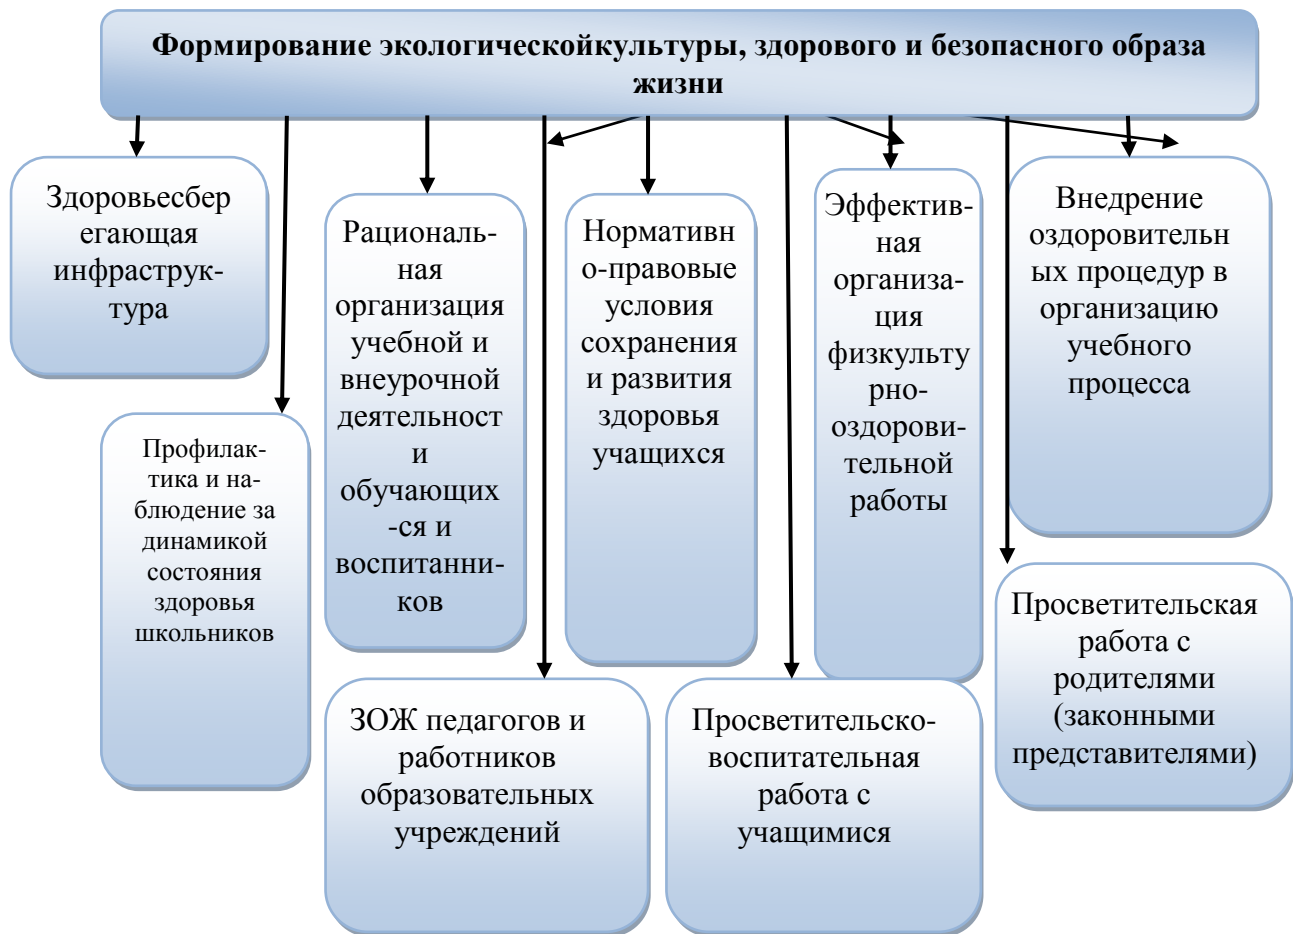 Формирование экологическойкультуры, здорового и безопасного образа
жизни
Здоровьесбер
егающая
инфраструк-
тура
Профилак-
тика и на-
блюдение за
динамикой
состояния
здоровья
школьников
Рациональ-
ная
организация
учебной и
внеурочной
деятельност
и
обучающих
-ся и
воспитанни-
ков
ЗОЖ педагогов и
работников
образовательных
учреждений
Нормативн
о-правовые
условия
сохранения
и развития
здоровья
учащихся
Просветительско-
воспитательная
работа с
учащимися
Эффектив-
ная
организа-
ция
физкульту
рно-
оздорови-
тельной
работы
Внедрение
оздоровительн
ых процедур в
организацию
учебного
процесса
Просветительская
работа с
родителями
(законными
представителями)